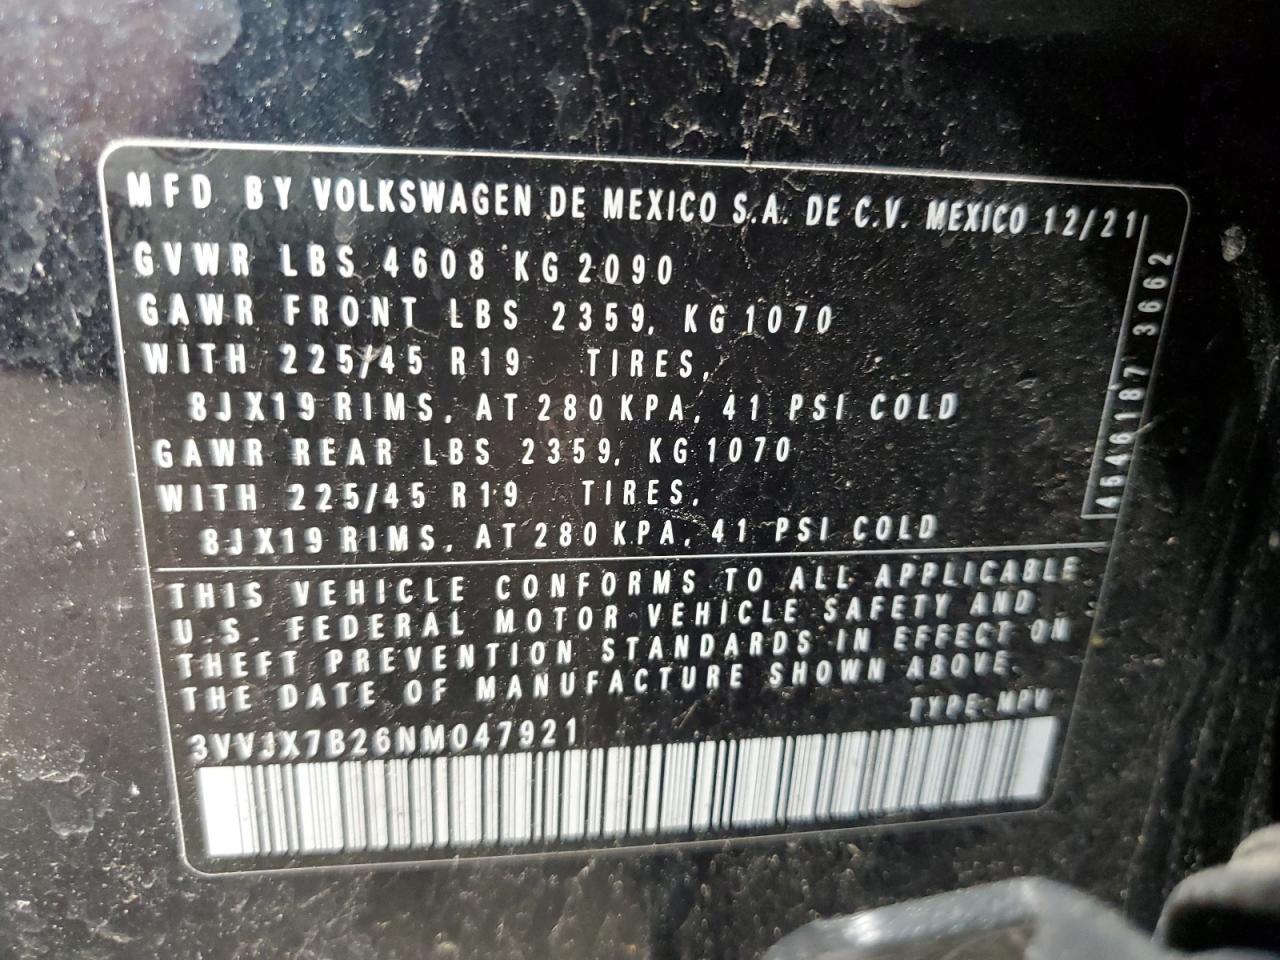 MFD BY VOLKSWAGEN DE MEXICO S.A. DE C.V. MEXICO 12/21
GVWR LBS 4608 KG 2090
GAWR FRONT LBS 2359, KG 1070
WITH 225/45 R19 TIRES,
8JX19 RIMS, AT 280 KPA, 41 PSI COLD
GAWR REAR LBS 2359, KG 1070
WITH 225/45 R19 TIRES,
8JX19 RIMS, AT 280 KPA, 41 PSI COLD
4546187 3662
THIS VEHICLE CONFORMS TO ALL APPLICABLE
U.S. FEDERAL MOTOR VEHICLE SAFETY AND
THEFT PREVENTION STANDARDS IN EFFECT ON
THE DATE OF MANUFACTURE SHOWN ABOVE.
TYPE: MPV
3VVJX7B26NM047921